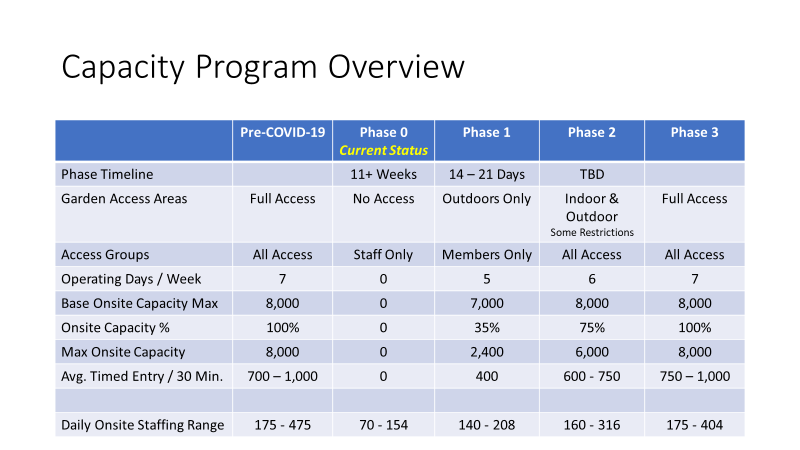 Capacity Program Overview
Pre-COVID-19 Phase 0 Phase 1 Phase 2 Phase 3
Current Status
Phase Timeline 11+ Weeks 14 – 21 Days TBD
Garden Access Areas Full Access No Access Outdoors Only Indoor & Full Access
Outdoor
Some Restrictions
Access Groups All Access Staff Only Members Only All Access All Access
Operating Days / Week 7 0 5 6 7
Base Onsite Capacity Max 8,000 0 7,000 8,000 8,000
Onsite Capacity % 100% 0 35% 75% 100%
Max Onsite Capacity 8,000 0 2,400 6,000 8,000
Avg. Timed Entry / 30 Min. 700 – 1,000 0 400 600 - 750 750 – 1,000
Daily Onsite Staffing Range 175 - 475 70 - 154 140 - 208 160 - 316 175 - 404